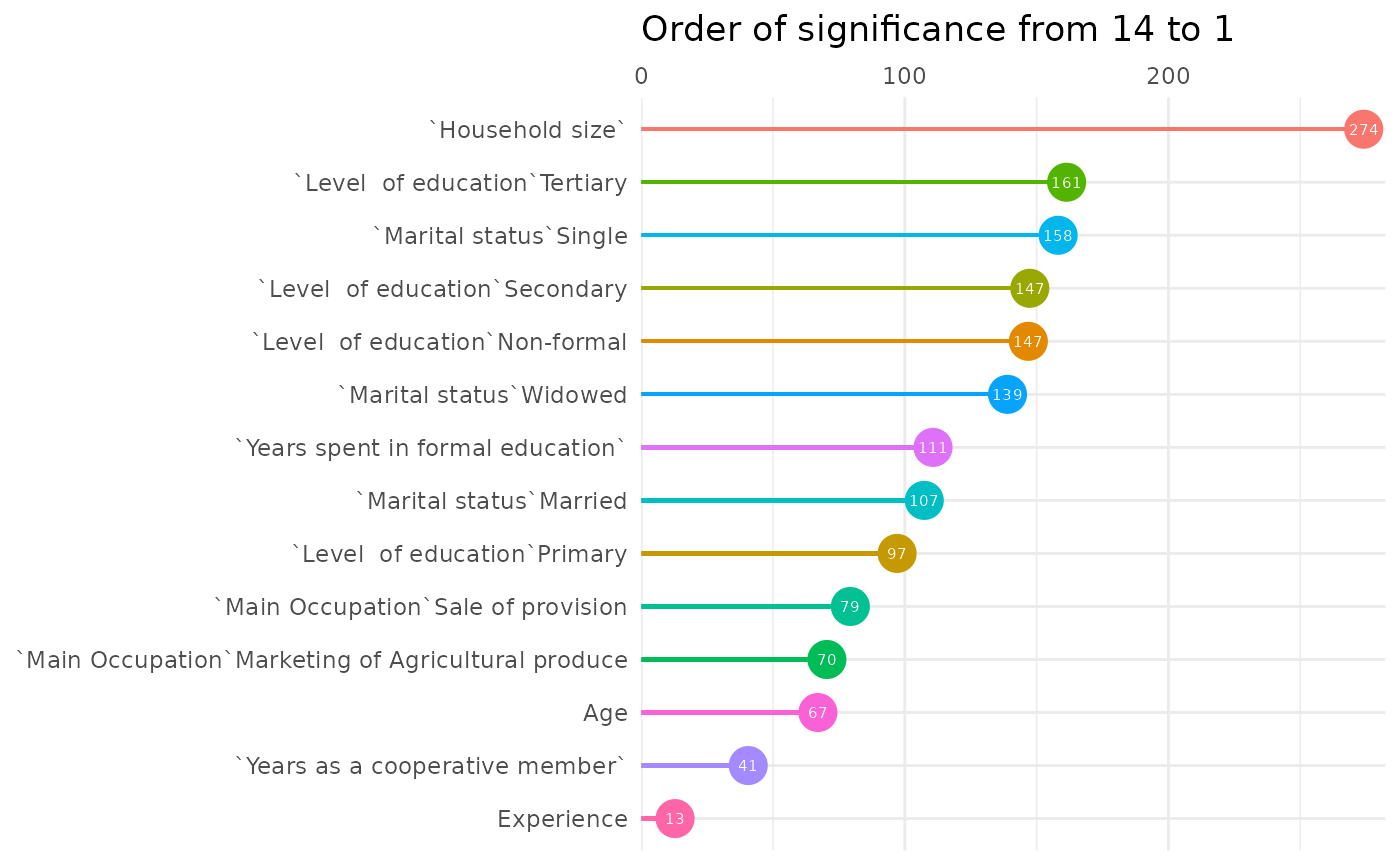 Order of significance from 14 to 1
0 100 200
`Household size` 274
`Level  of education`Tertiary 161
`Marital status`Single 158
`Level  of education`Secondary 147
`Level  of education`Non-formal 147
`Marital status`Widowed 139
`Years spent in formal education` 111
`Marital status`Married 107
`Level  of education`Primary 97
`Main Occupation`Sale of provision 79
`Main Occupation`Marketing of Agricultural produce 70
Age 67
`Years as a cooperative member` 41
Experience 13